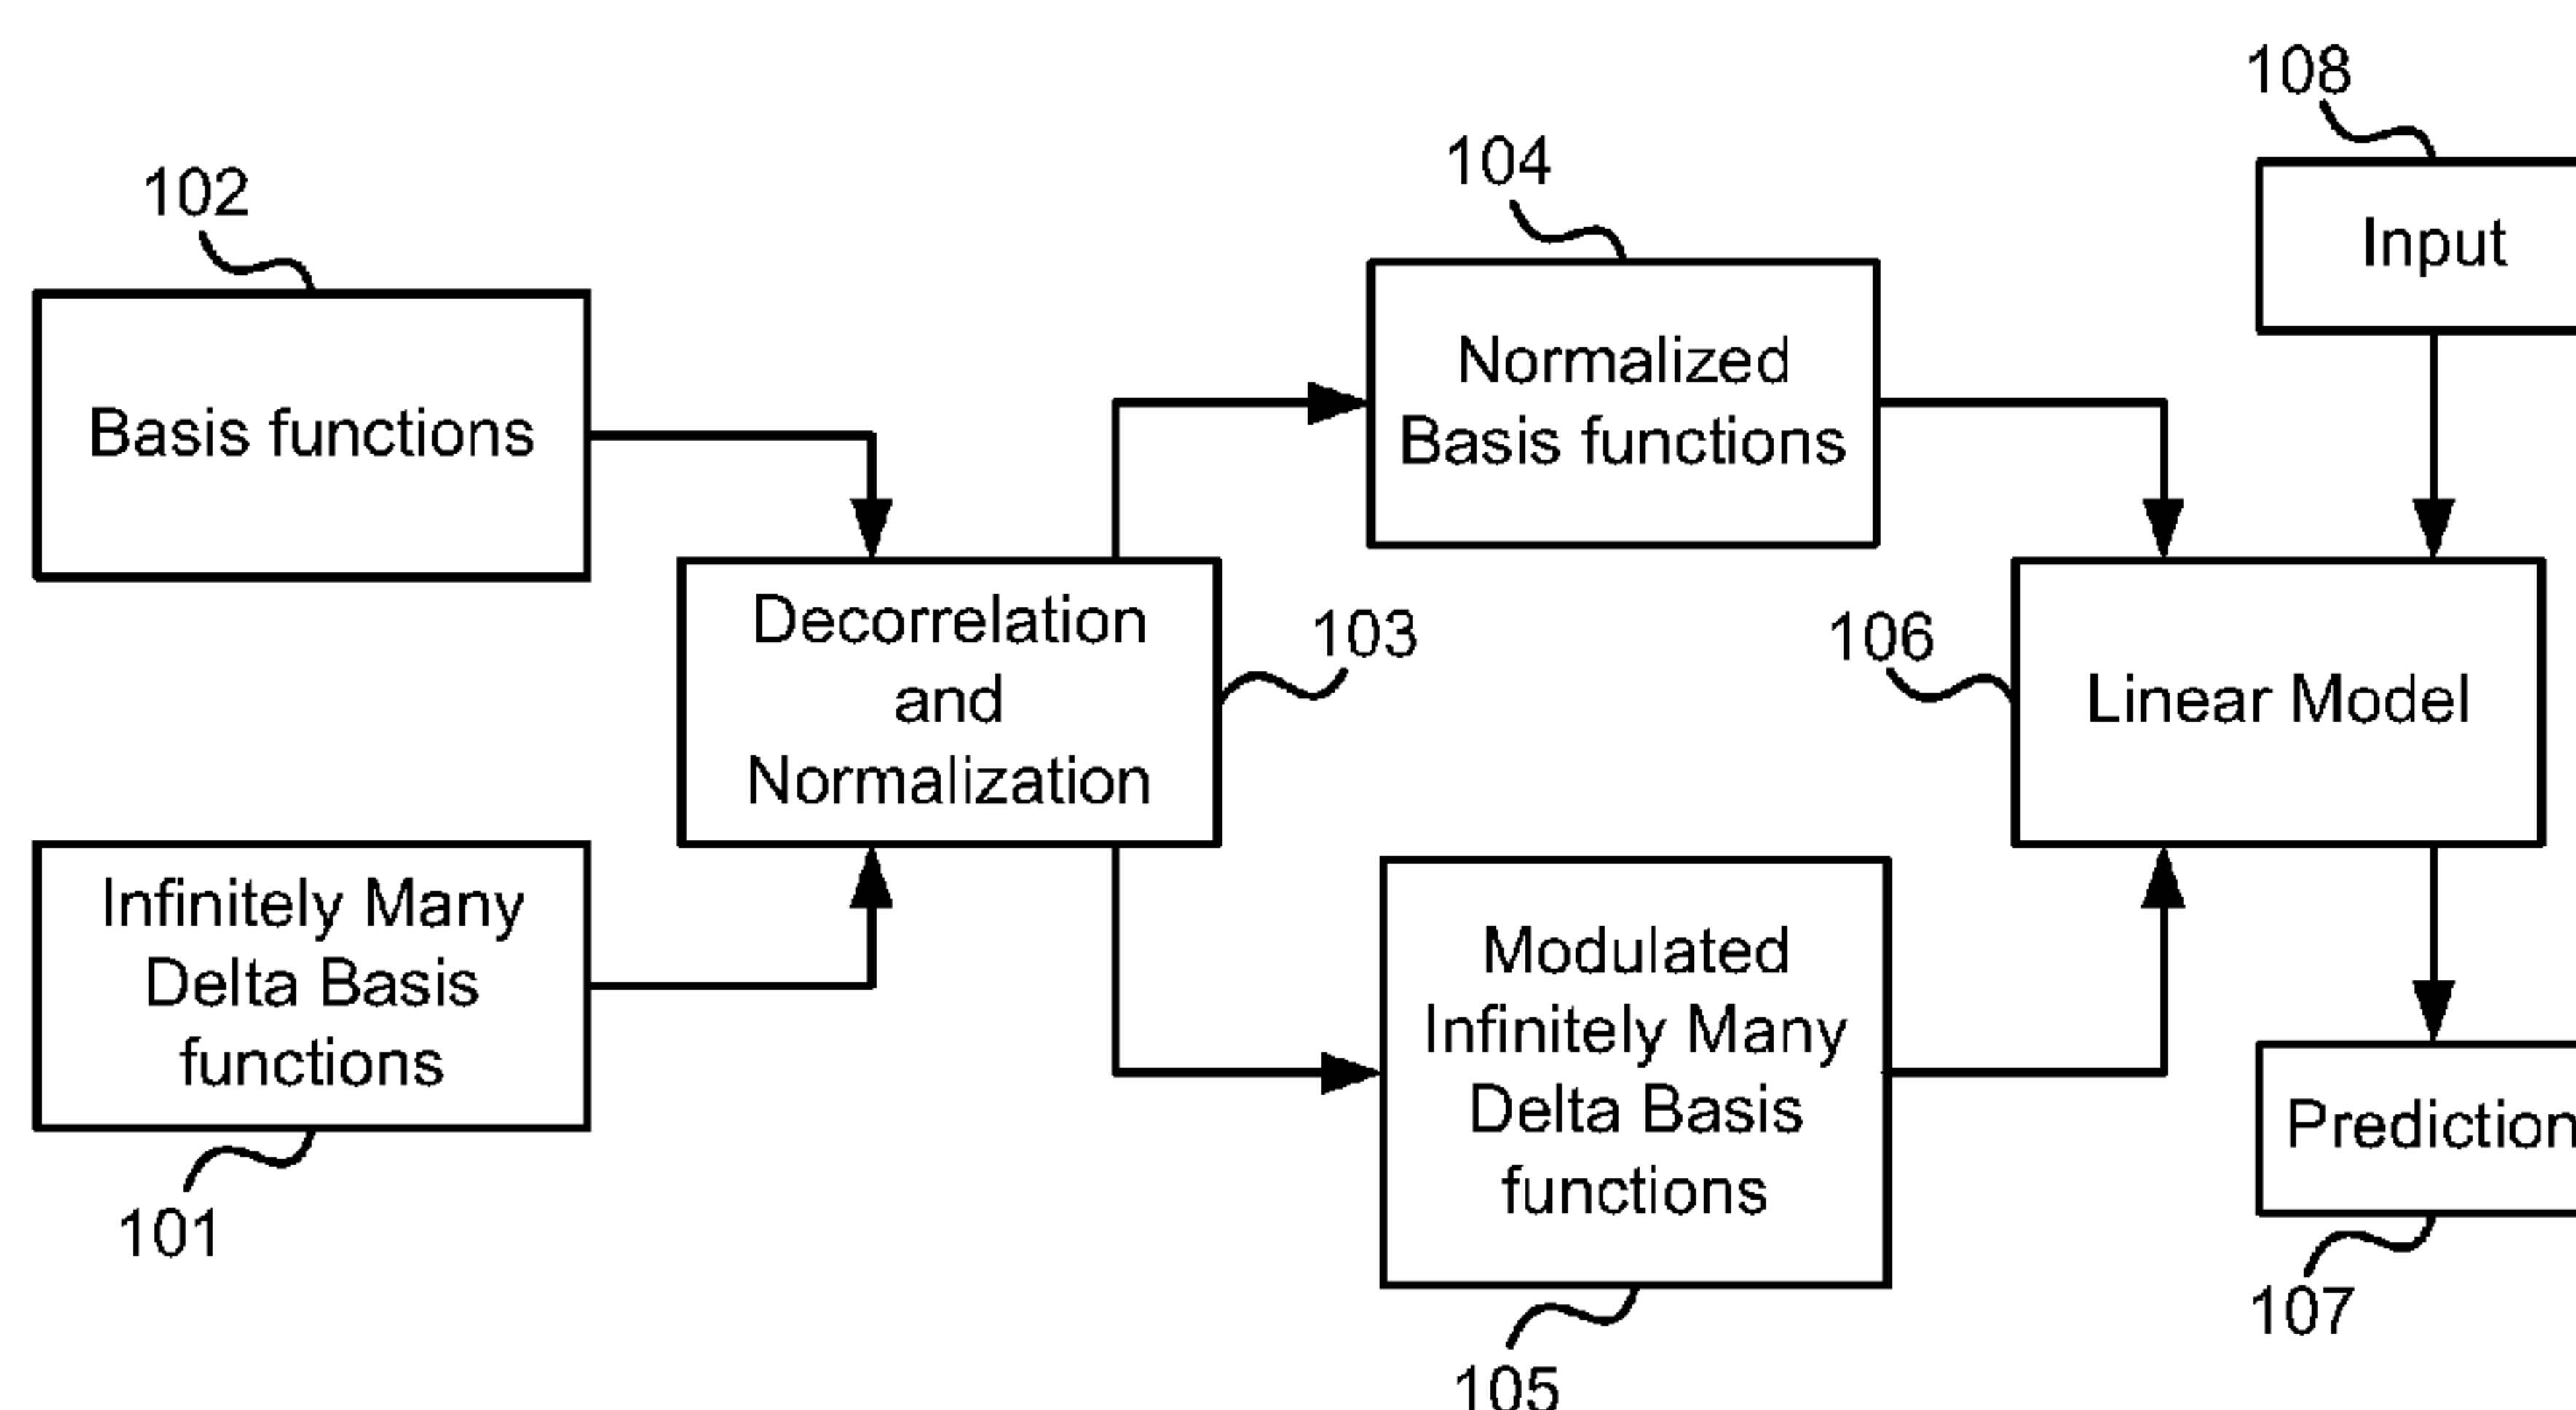 102
Basis functions
Infinitely Many
Delta Basis
functions
101
Decorrelation
and
Normalization
103
104
Normalized
Basis functions
Modulated
Infinitely Many
Delta Basis
functions
105
108
Input
106
Linear Model
Prediction
107